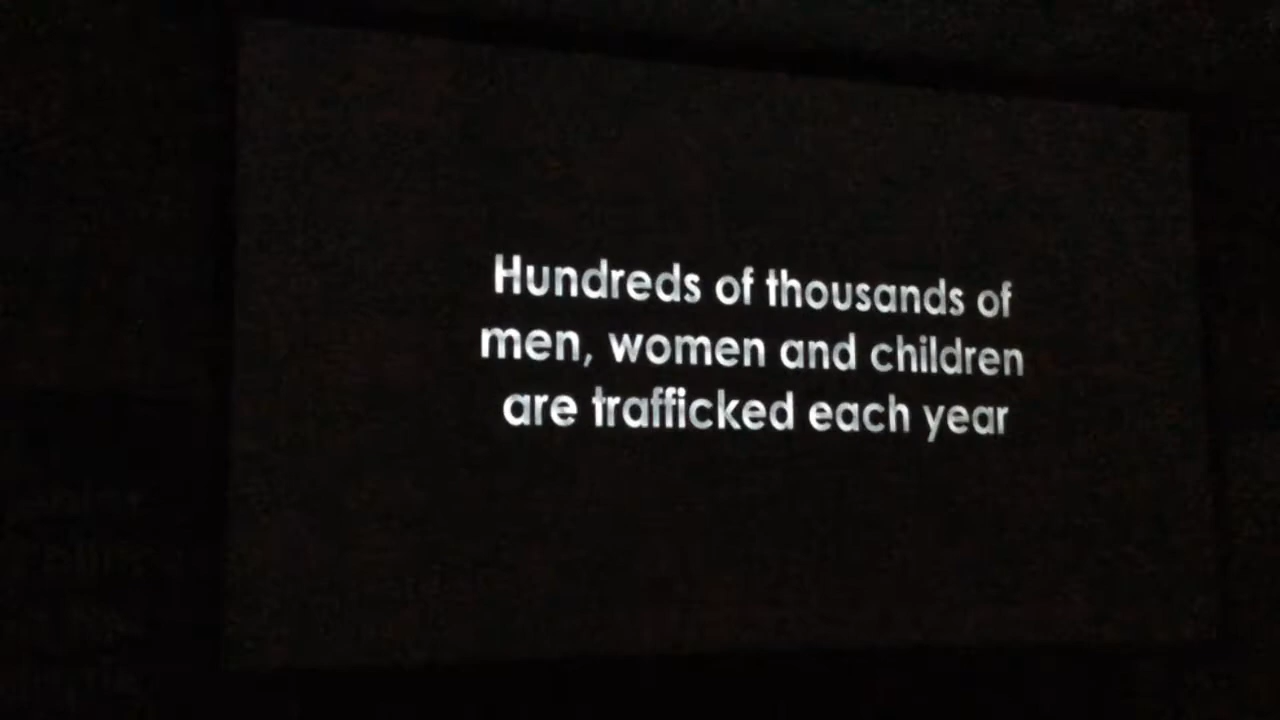 Hundreds of thousands of
men, women and children
are trafficked each year